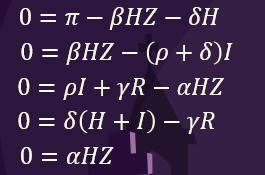 0 = π − βHZ − δH
0 = βHZ − (ρ + δ)I
0 = ρI + γR − αHZ
0 = δ(H + I) − γR
0 = αHZ